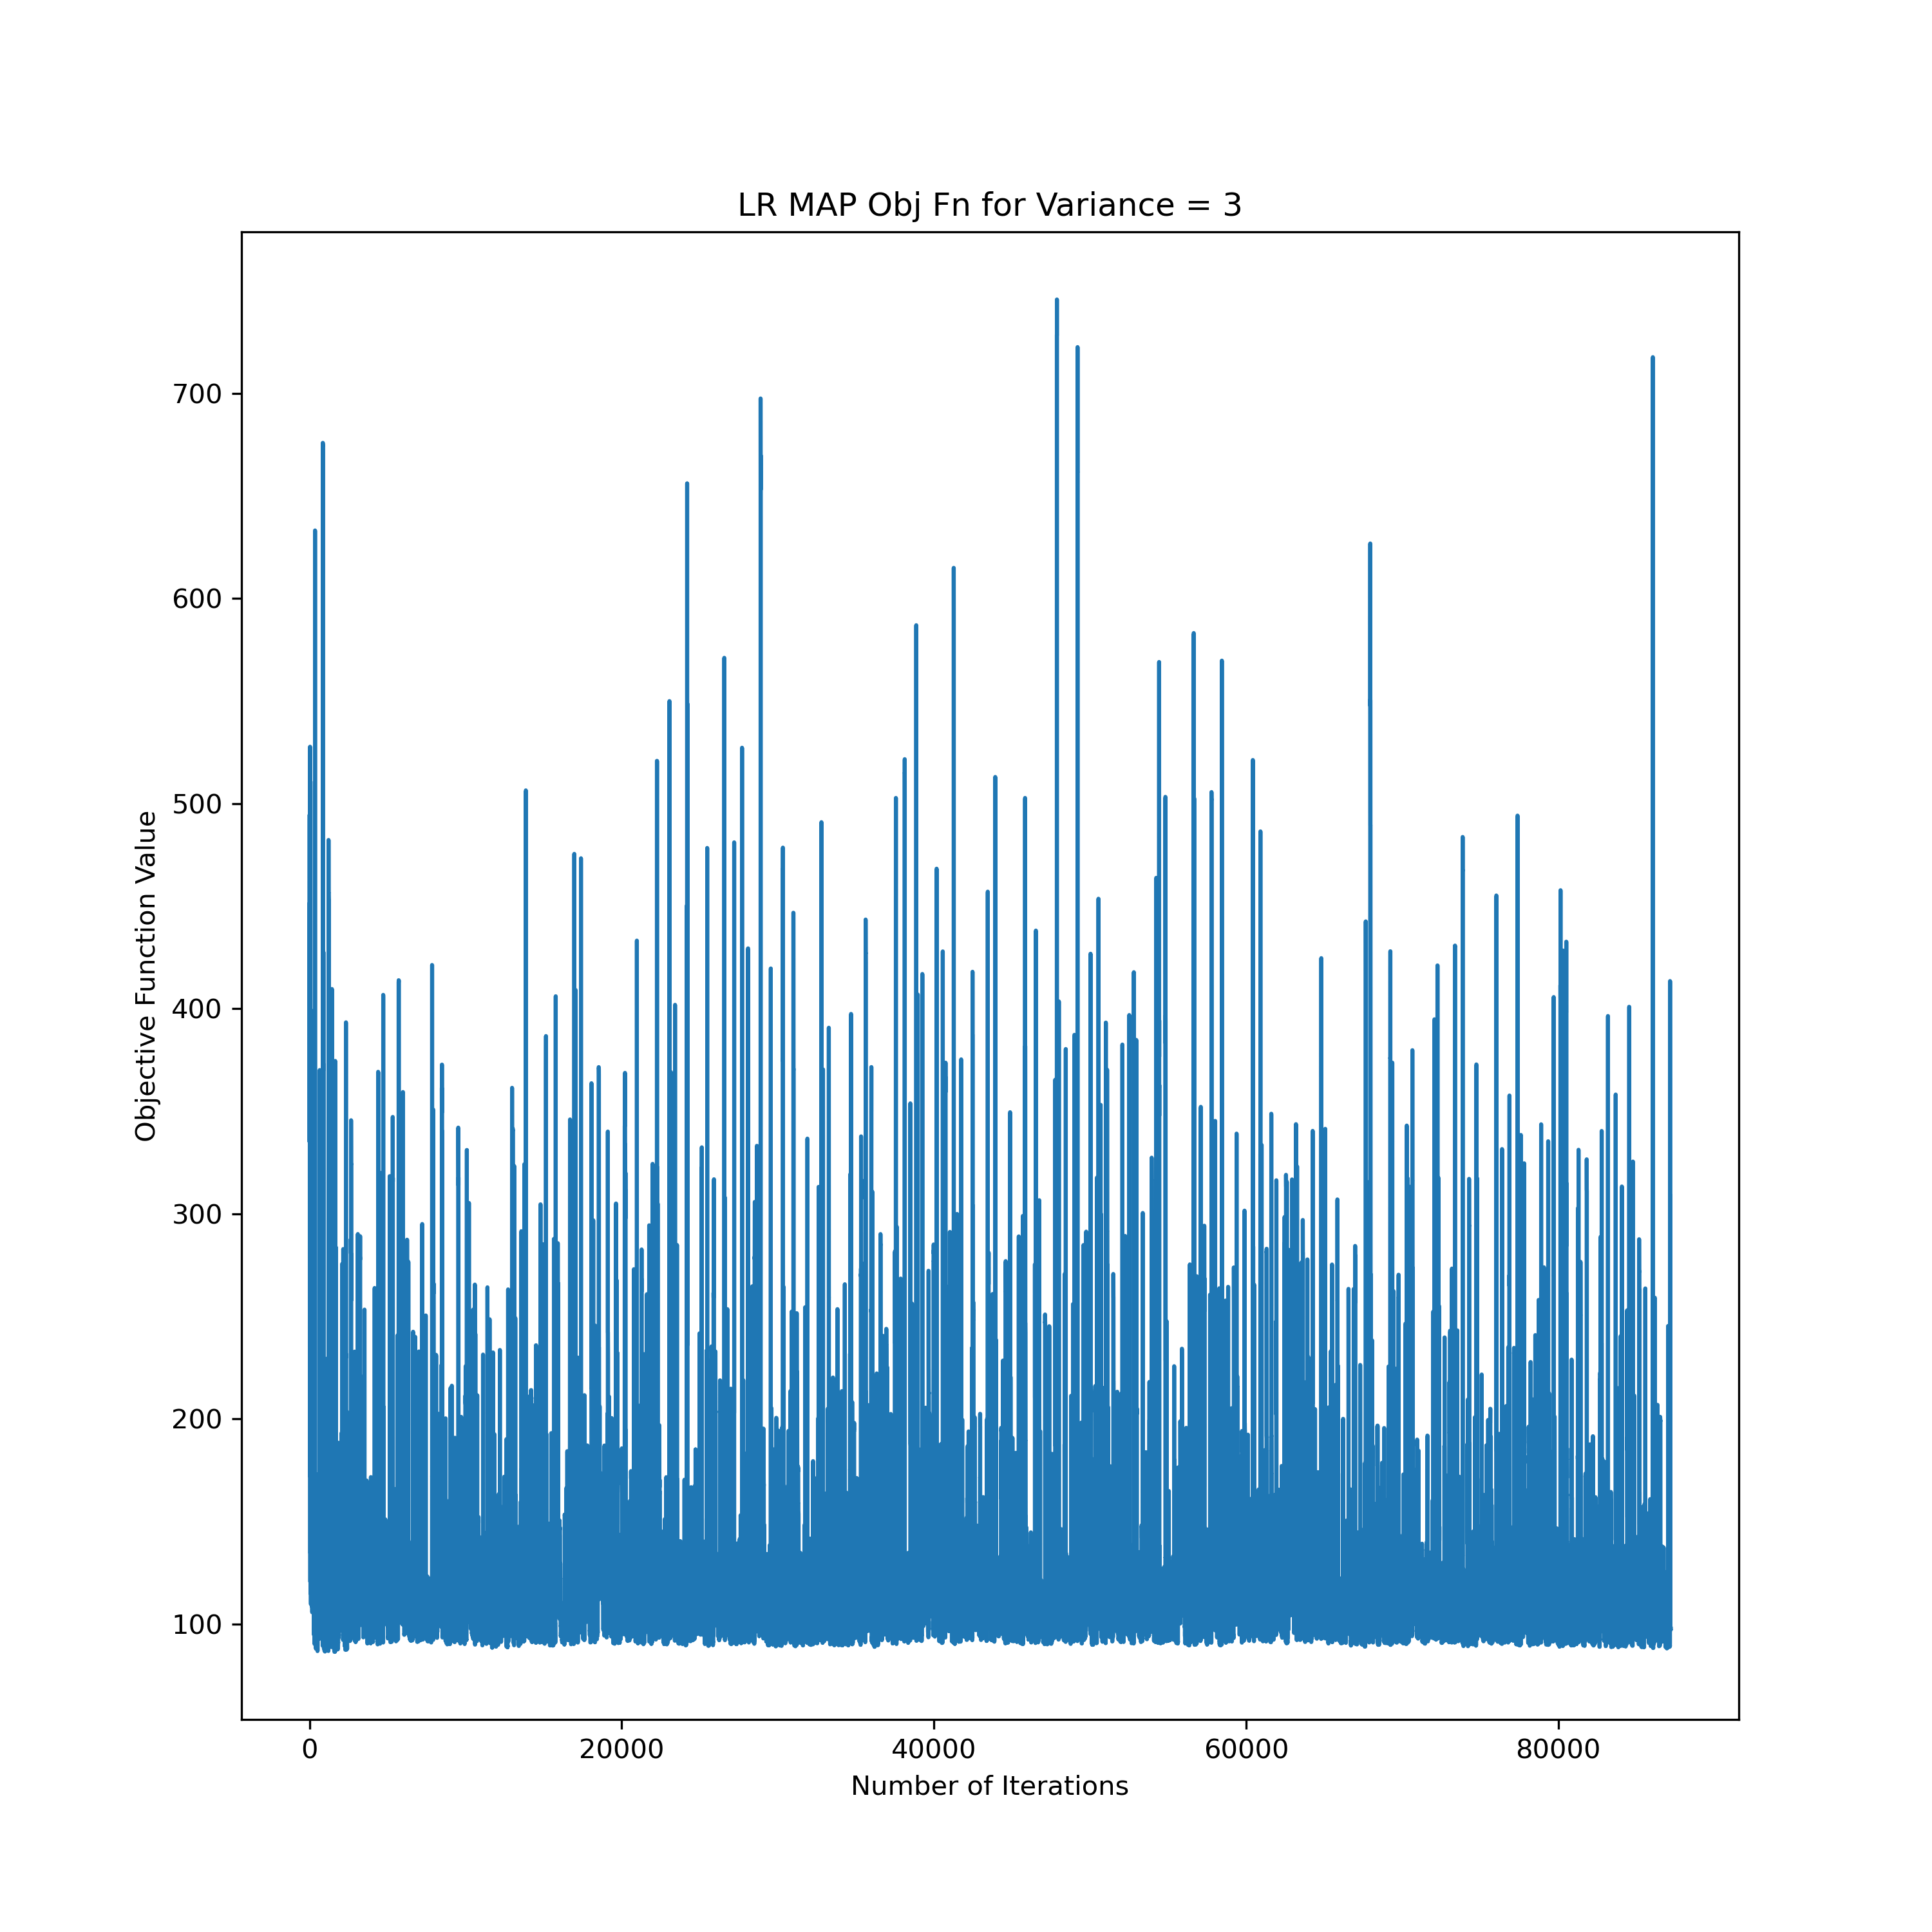 LR MAP Obj Fn for Variance = 3
Objective Function Value
700
600
500
400
300
200
100
0 20000 40000 60000 80000
Number of Iterations